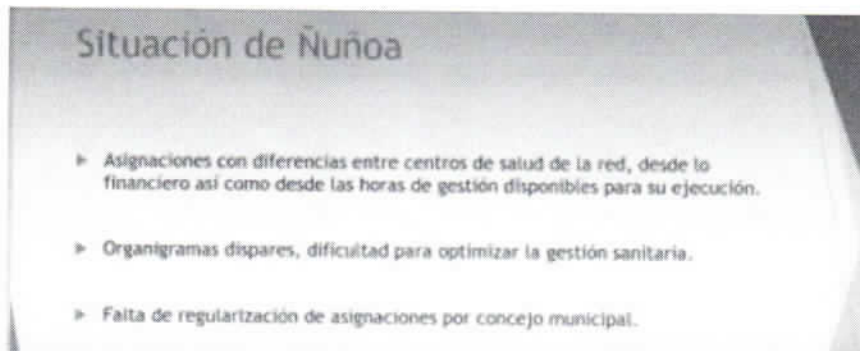 Situación de Ñuñoa
▶ Asignaciones con diferencias entre centros de salud de la red, desde lo
financiero así como desde las horas de gestión disponibles para su ejecución.
▶ Organigramas dispares, dificultad para optimizar la gestión sanitaria.
▶ Falta de regularización de asignaciones por concejo municipal.